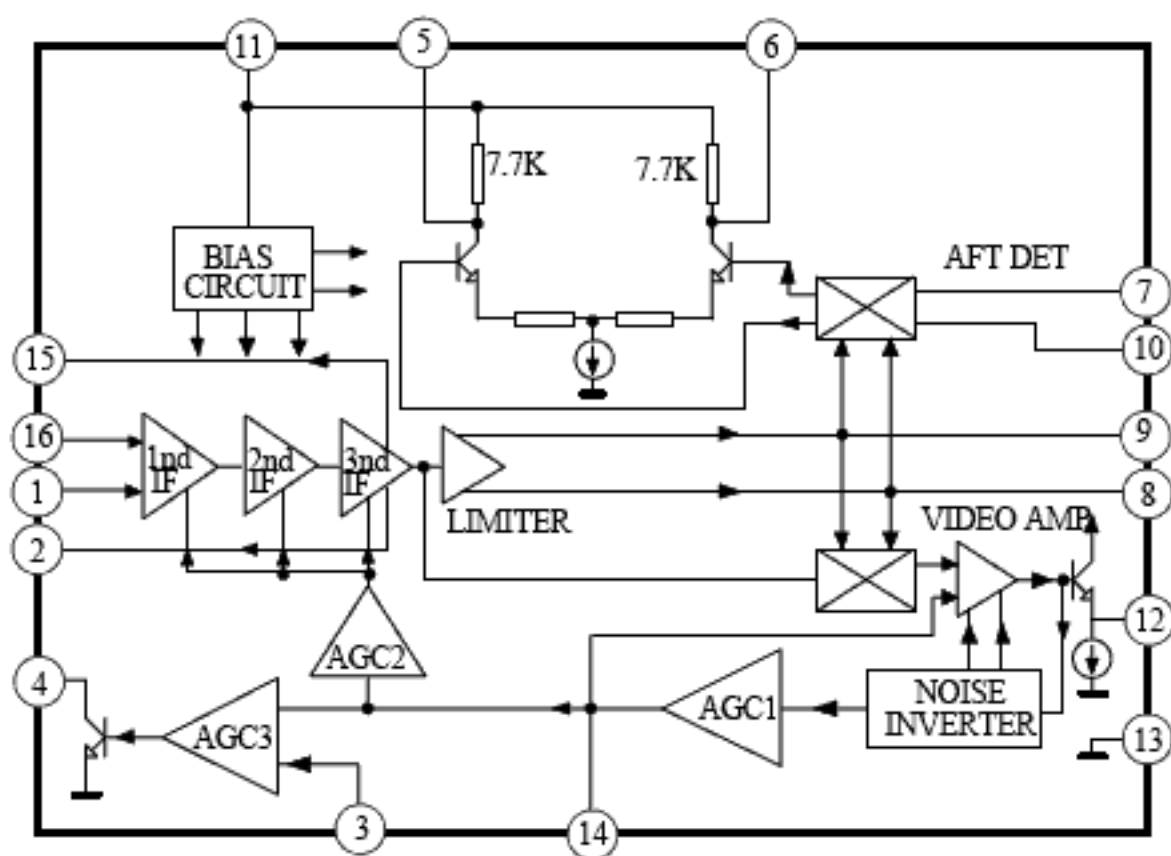 11
5
6
7.7K
7.7K
BIAS
CIRCUIT
AFT DET
7
10
15
16
1nd
IF
2nd
IF
3nd
IF
9
1
LIMITER
8
2
VIDEO AMP
12
AGC2
4
NOISE
INVERTER
AGC1
AGC3
13
3
14